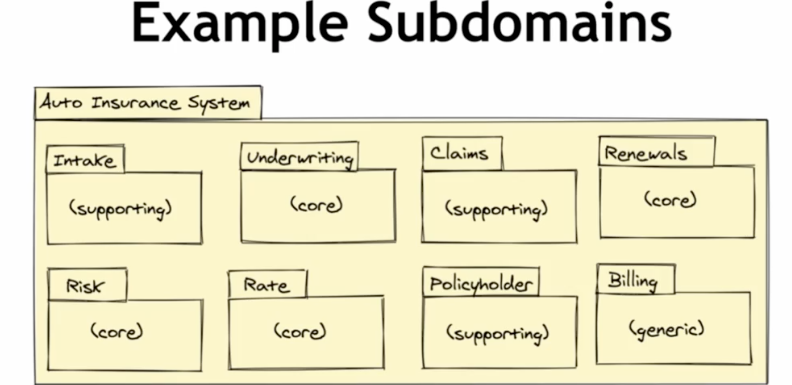 Example Subdomains
Auto Insurance System
Intake
(supporting)
Underwriting
(core)
Claims
(supporting)
Renewals
(core)
Risk
(core)
Rate
(core)
Policyholder
(supporting)
Billing
(generic)